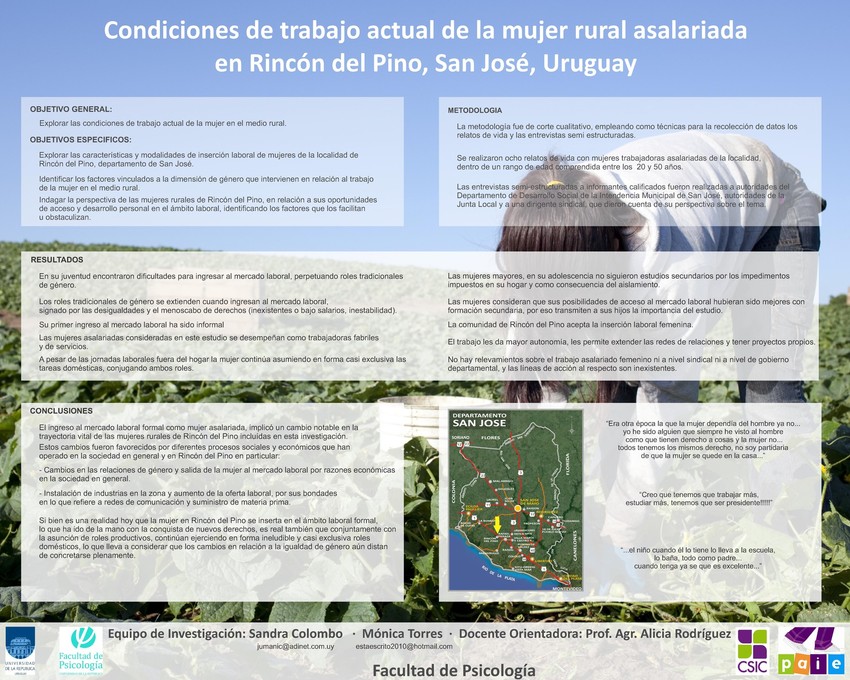 Condiciones de trabajo actual de la mujer rural asalariada
en Rincón del Pino, San José, Uruguay
OBJETIVO GENERAL:
Explorar las condiciones de trabajo actual de la mujer en el medio rural.
OBJETIVOS ESPECIFICOS:
Explorar las características y modalidades de inserción laboral de mujeres de la localidad de
Rincón del Pino, departamento de San José.
Identificar los factores vinculados a la dimensión de género que intervienen en relación al trabajo
de la mujer en el medio rural.
Indagar la perspectiva de las mujeres rurales de Rincón del Pino, en relación a sus oportunidades
de acceso y desarrollo personal en el ámbito laboral, identificando los factores que los facilitan
u obstaculizan.
METODOLOGIA
La metodología fue de corte cualitativo, empleando como técnicas para la recolección de datos los
relatos de vida y las entrevistas semi estructuradas.
Se realizaron ocho relatos de vida con mujeres trabajadoras asalariadas de la localidad,
dentro de un rango de edad comprendida entre los 20 y 50 años.
Las entrevistas semi-estructuradas a informantes calificados fueron realizadas a autoridades del
Departamento de Desarrollo Social de la Intendencia Municipal de San José, autoridades de la
Junta Local y a una dirigente sindical, que dieron cuenta de su perspectiva sobre el tema.
RESULTADOS
En su juventud encontraron dificultades para ingresar al mercado laboral, perpetuando roles tradicionales
de género.
Los roles tradicionales de género se extienden cuando ingresan al mercado laboral,
signado por las desigualdades y el menoscabo de derechos (inexistentes o bajo salarios, inestabilidad).
Su primer ingreso al mercado laboral ha sido informal
Las mujeres asalariadas consideradas en este estudio se desempeñan como trabajadoras fabriles
y de servicios.
A pesar de las jornadas laborales fuera del hogar la mujer continúa asumiendo en forma casi exclusiva las
tareas domésticas, conjugando ambos roles.
Las mujeres mayores, en su adolescencia no siguieron estudios secundarios por los impedimentos
impuestos en su hogar y como consecuencia del aislamiento.
Las mujeres consideran que sus posibilidades de acceso al mercado laboral hubieran sido mejores con
formación secundaria, por eso transmiten a sus hijos la importancia del estudio.
La comunidad de Rincón del Pino acepta la inserción laboral femenina.
El trabajo les da mayor autonomía, les permite extender las redes de relaciones y tener proyectos propios.
No hay relevamientos sobre el trabajo asalariado femenino ni a nivel sindical ni a nivel de gobierno
departamental, y las líneas de acción al respecto son inexistentes.
CONCLUSIONES
El ingreso al mercado laboral formal como mujer asalariada, implicó un cambio notable en la
trayectoria vital de las mujeres rurales de Rincón del Pino incluidas en esta investigación.
Estos cambios fueron favorecidos por diferentes procesos sociales y económicos que han
operado en la sociedad en general y en Rincón del Pino en particular:
- Cambios en las relaciones de género y salida de la mujer al mercado laboral por razones económicas
en la sociedad en general.
- Instalación de industrias en la zona y aumento de la oferta laboral, por sus bondades
en lo que refiere a redes de comunicación y suministro de materia prima.
Si bien es una realidad hoy que la mujer en Rincón del Pino se inserta en el ámbito laboral formal,
lo que ha ido de la mano con la conquista de nuevos derechos, es real también que conjuntamente con
la asunción de roles productivos, continúan ejerciendo en forma ineludible y casi exclusiva roles
domésticos, lo que lleva a considerar que los cambios en relación a la igualdad de género aún distan
de concretarse plenamente.
DEPARTAMENTO
SAN JOSE
SORIANO
FLORES
FLORIDA
COLONIA
CANELONES
RIO DE LA PLATA
MONTEVIDEO
"Era otra época la que la mujer dependía del hombre ya no...
yo he sido alguien que siempre he visto al hombre
como que tienen derecho a cosas y la mujer no...
todos tenemos los mismos derecho, no soy partidaria
de que la mujer se quede en la casa..."
"Creo que tenemos que trabajar más,
estudiar más, tenemos que ser presidente!!!!!"
"...el niño cuando él lo tiene lo lleva a la escuela,
lo baña, todo como padre...
cuando tenga ya se que es excelente..."
Equipo de Investigación: Sandra Colombo · Mónica Torres · Docente Orientadora: Prof. Agr. Alicia Rodríguez
jumanic@adinet.com.uy estaescrito2010@hotmail.com
Facultad de Psicología
UNIVERSIDAD
DE LA REPUBLICA
Facultad de
Psicología
CSIC
paie